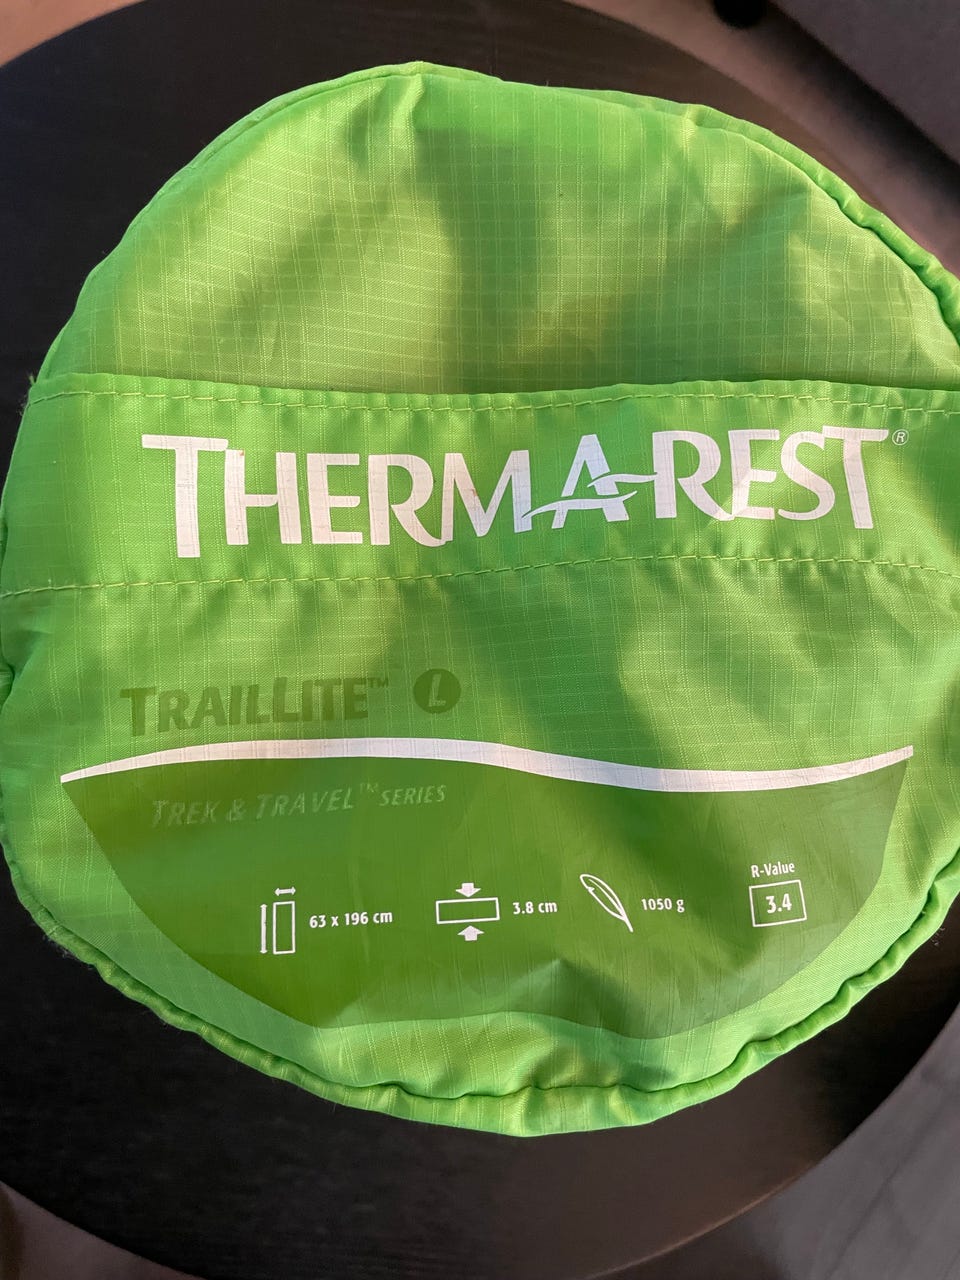 THERMAREST®
TRAILLITE™ L
TREK & TRAVEL™ SERIES
R-Value
63 x 196 cm 3.8 cm 1050 g 3.4